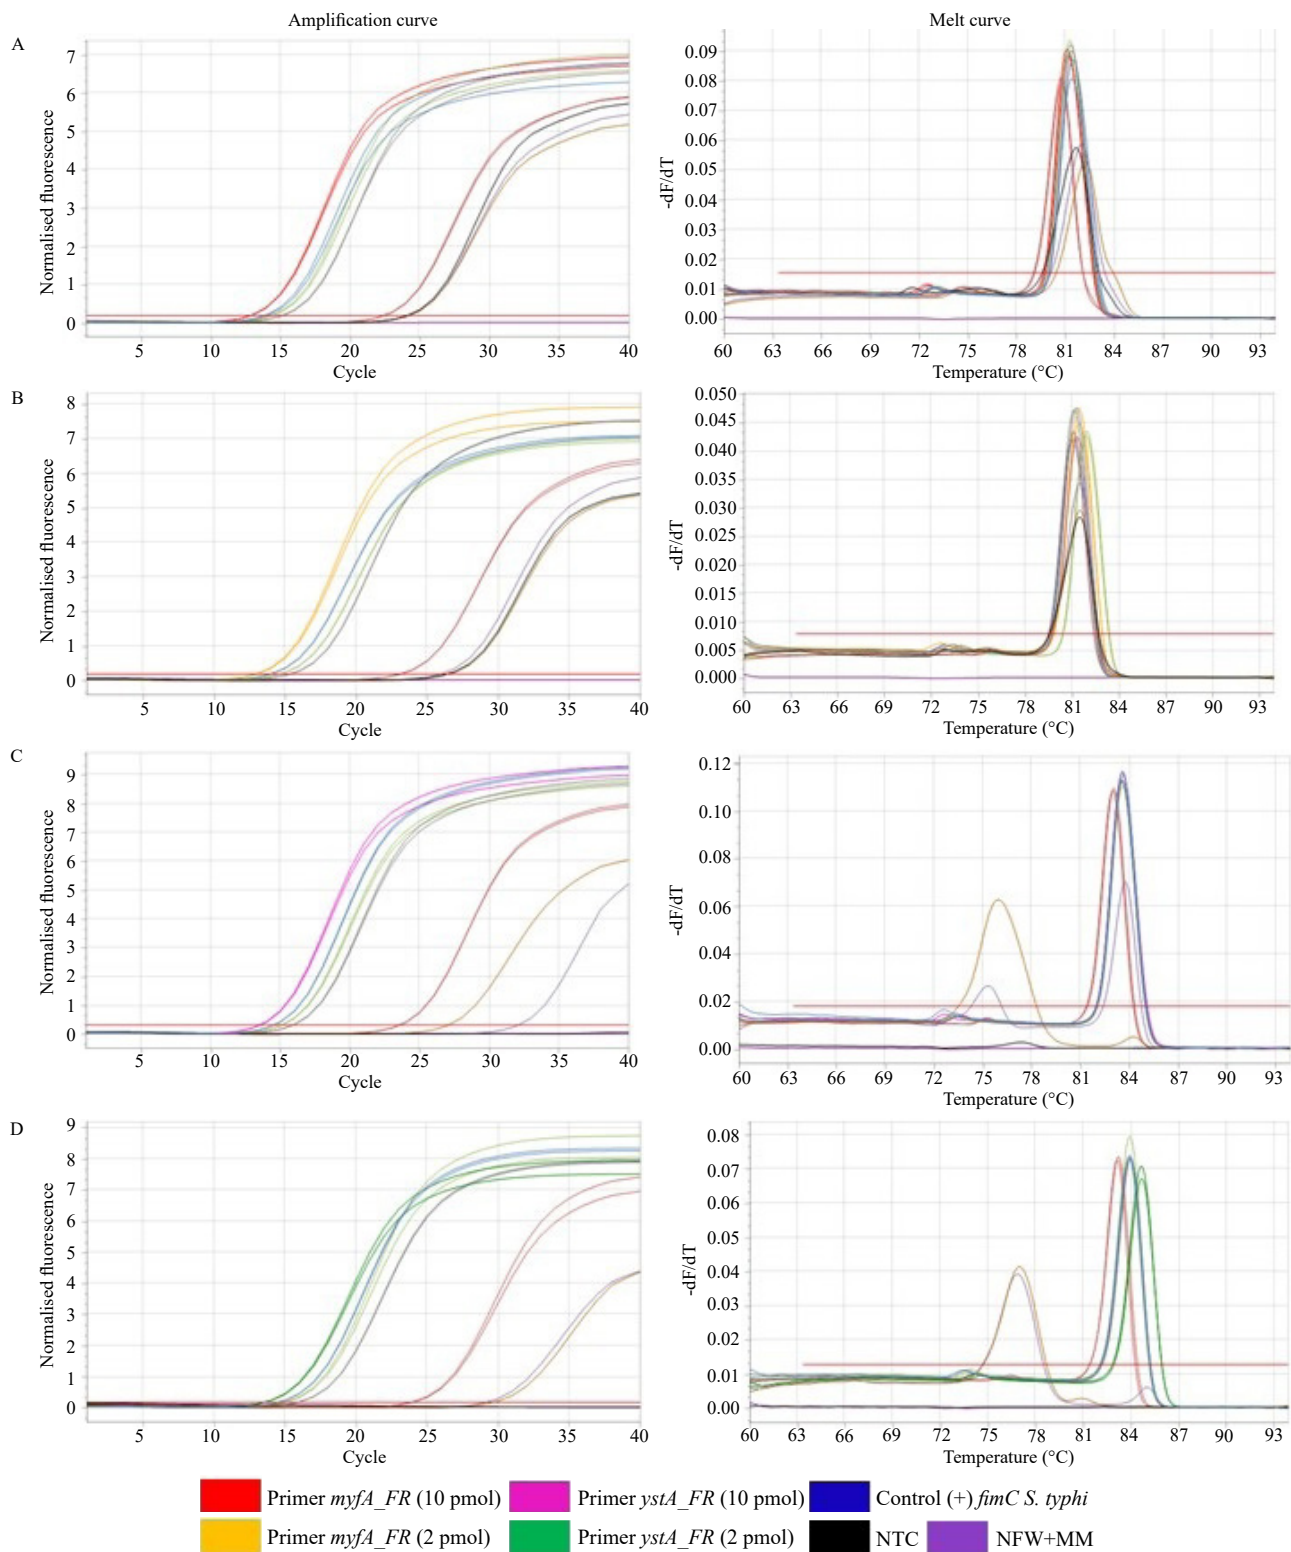 Amplification curve
Melt curve
A
Normalised fluorescence
7
6
5
4
3
2
1
0
5 10 15 20 25 30 35 40
Cycle
-dF/dT
0.09
0.08
0.07
0.06
0.05
0.04
0.03
0.02
0.01
0.00
60 63 66 69 72 75 78 81 84 87 90 93
Temperature (°C)
B
Normalised fluorescence
8
7
6
5
4
3
2
1
0
5 10 15 20 25 30 35 40
Cycle
-dF/dT
0.050
0.045
0.040
0.035
0.030
0.025
0.020
0.015
0.010
0.005
0.000
60 63 66 69 72 75 78 81 84 87 90 93
Temperature (°C)
C
Normalised fluorescence
9
8
7
6
5
4
3
2
1
0
5 10 15 20 25 30 35 40
Cycle
-dF/dT
0.12
0.10
0.08
0.06
0.04
0.02
0.00
60 63 66 69 72 75 78 81 84 87 90 93
Temperature (°C)
D
Normalised fluorescence
9
8
7
6
5
4
3
2
1
0
5 10 15 20 25 30 35 40
Cycle
-dF/dT
0.08
0.07
0.06
0.05
0.04
0.03
0.02
0.01
0.00
60 63 66 69 72 75 78 81 84 87 90 93
Temperature (°C)
Primer myfA_FR (10 pmol)
Primer ystA_FR (10 pmol)
Control (+) fimC S. typhi
Primer myfA_FR (2 pmol)
Primer ystA_FR (2 pmol)
NTC
NFW+MM